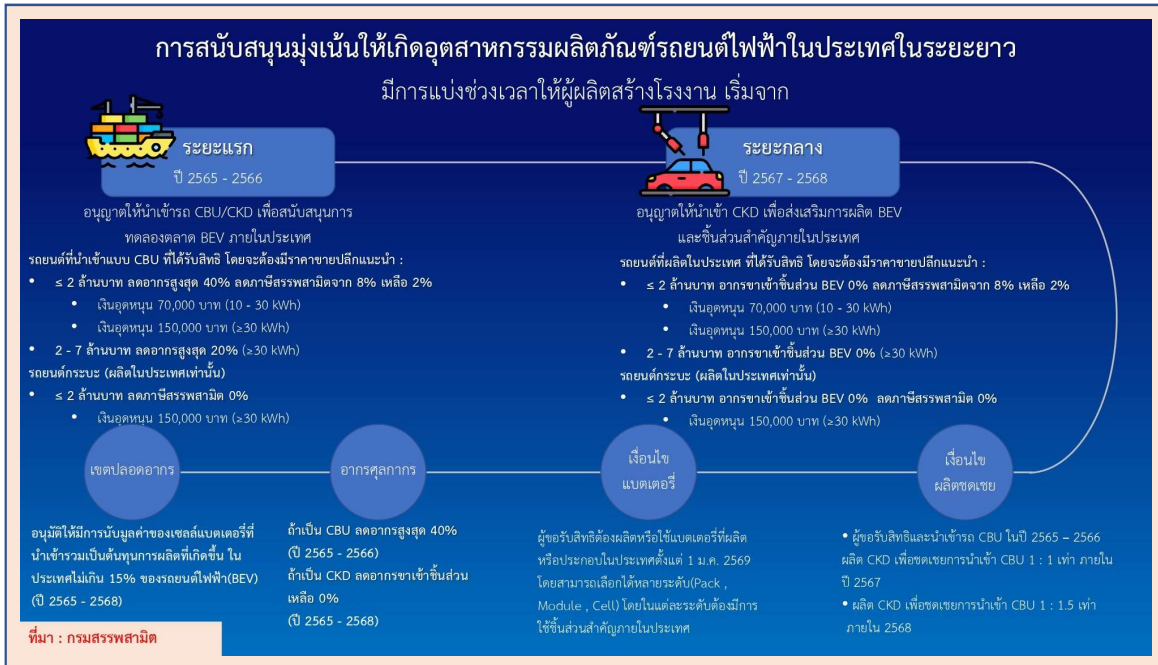 การสนับสนุนมุ่งเน้นให้เกิดอุตสาหกรรมผลิตภัณฑ์รถยนต์ไฟฟ้าในประเทศในระยะยาว
มีการแบ่งช่วงเวลาให้ผู้ผลิตสร้างโรงงาน เริ่มจาก
ระยะแรก
ปี 2565 - 2566
อนุญาตให้นำเข้ารถ CBU/CKD เพื่อสนับสนุนการ
ทดลองตลาด BEV ภายในประเทศ
รถยนต์ที่นำเข้าแบบ CBU ที่ได้รับสิทธิ โดยจะต้องมีราคาขายปลีกแนะนำ :
• ≤ 2 ล้านบาท ลดอากรสูงสุด 40% ลดภาษีสรรพสามิตจาก 8% เหลือ 2%
• เงินอุดหนุน 70,000 บาท (10 - 30 kWh)
• เงินอุดหนุน 150,000 บาท (≥30 kWh)
• 2 - 7 ล้านบาท ลดอากรสูงสุด 20% (≥30 kWh)
รถยนต์กระบะ (ผลิตในประเทศเท่านั้น)
• ≤ 2 ล้านบาท ลดภาษีสรรพสามิต 0%
• เงินอุดหนุน 150,000 บาท (≥30 kWh)
ระยะกลาง
ปี 2567 - 2568
อนุญาตให้นำเข้า CKD เพื่อส่งเสริมการผลิต BEV
และชิ้นส่วนสำคัญภายในประเทศ
รถยนต์ที่ผลิตในประเทศ ที่ได้รับสิทธิ โดยจะต้องมีราคาขายปลีกแนะนำ :
• ≤ 2 ล้านบาท อากรขาเข้าชิ้นส่วน BEV 0% ลดภาษีสรรพสามิตจาก 8% เหลือ 2%
• เงินอุดหนุน 70,000 บาท (10 - 30 kWh)
• เงินอุดหนุน 150,000 บาท (≥30 kWh)
• 2 - 7 ล้านบาท อากรขาเข้าชิ้นส่วน BEV 0% (≥30 kWh)
รถยนต์กระบะ (ผลิตในประเทศเท่านั้น)
• ≤ 2 ล้านบาท อากรขาเข้าชิ้นส่วน BEV 0% ลดภาษีสรรพสามิต 0%
• เงินอุดหนุน 150,000 บาท (≥30 kWh)
เขตปลอดอากร
อนุมัติให้มีการนับมูลค่าของเซลล์แบตเตอรี่ที่
นำเข้ารวมเป็นต้นทุนการผลิตที่เกิดขึ้น ใน
ประเทศไม่เกิน 15% ของรถยนต์ไฟฟ้า(BEV)
(ปี 2565 - 2568)
อากรศุลกากร
ถ้าเป็น CBU ลดอากรสูงสุด 40%
(ปี 2565 - 2566)
ถ้าเป็น CKD ลดอากรขาเข้าชิ้นส่วน
เหลือ 0%
(ปี 2565 - 2568)
เงื่อนไข
แบตเตอรี่
ผู้ขอรับสิทธิต้องผลิตหรือใช้แบตเตอรี่ที่ผลิต
หรือประกอบในประเทศตั้งแต่ 1 ม.ค. 2569
โดยสามารถเลือกได้หลายระดับ(Pack ,
Module , Cell) โดยในแต่ละระดับต้องมีการ
ใช้ชิ้นส่วนสำคัญภายในประเทศ
เงื่อนไข
ผลิตชดเชย
• ผู้ขอรับสิทธิและนำเข้ารถ CBU ในปี 2565 – 2566
ผลิต CKD เพื่อชดเชยการนำเข้า CBU 1 : 1 เท่า ภายใน
ปี 2567
• ผลิต CKD เพื่อชดเชยการนำเข้า CBU 1 : 1.5 เท่า
ภายใน 2568
ที่มา : กรมสรรพสามิต